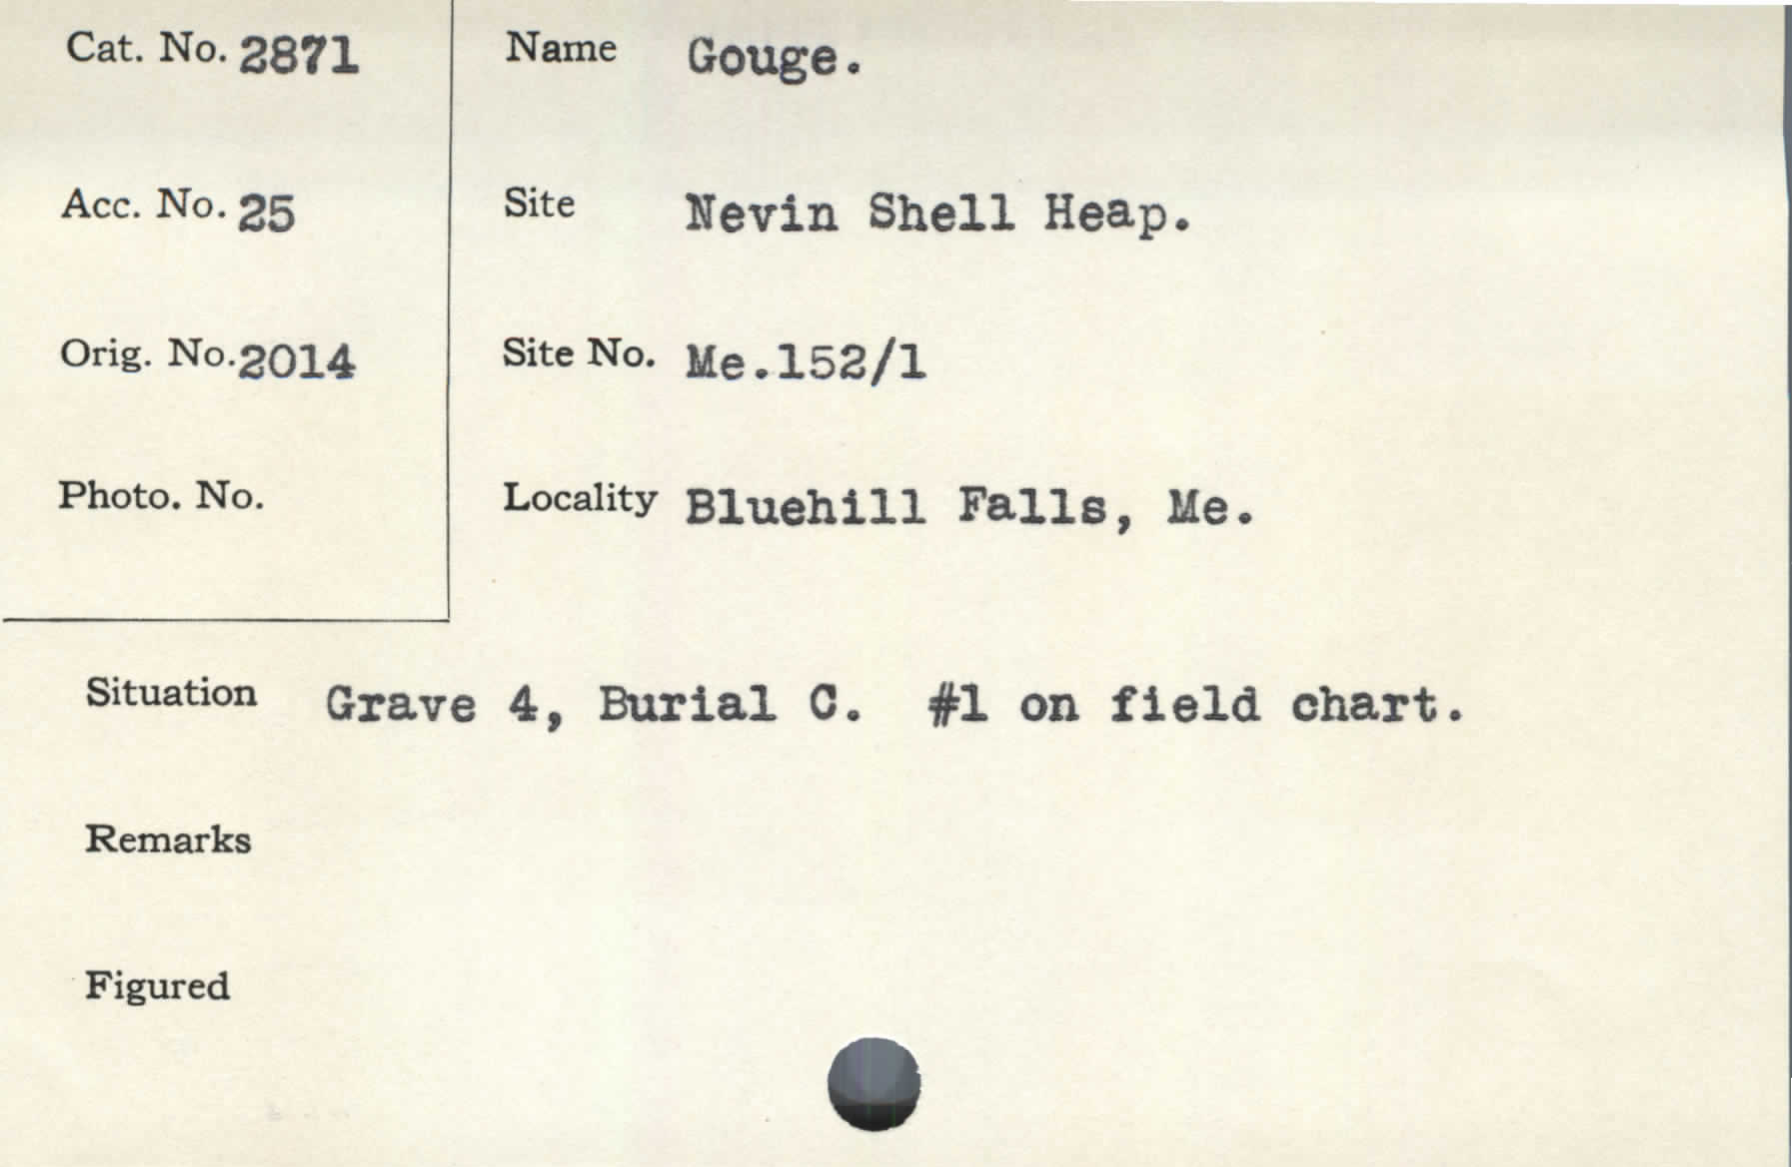 Cat. No. 2871
Name Gouge.
Acc. No. 25
Site Nevin Shell Heap.
Orig. No. 2014
Site No. Me.152/1
Photo. No.
Locality Bluehill Falls, Me.
Situation Grave 4, Burial C. #1 on field chart.
Remarks
Figured